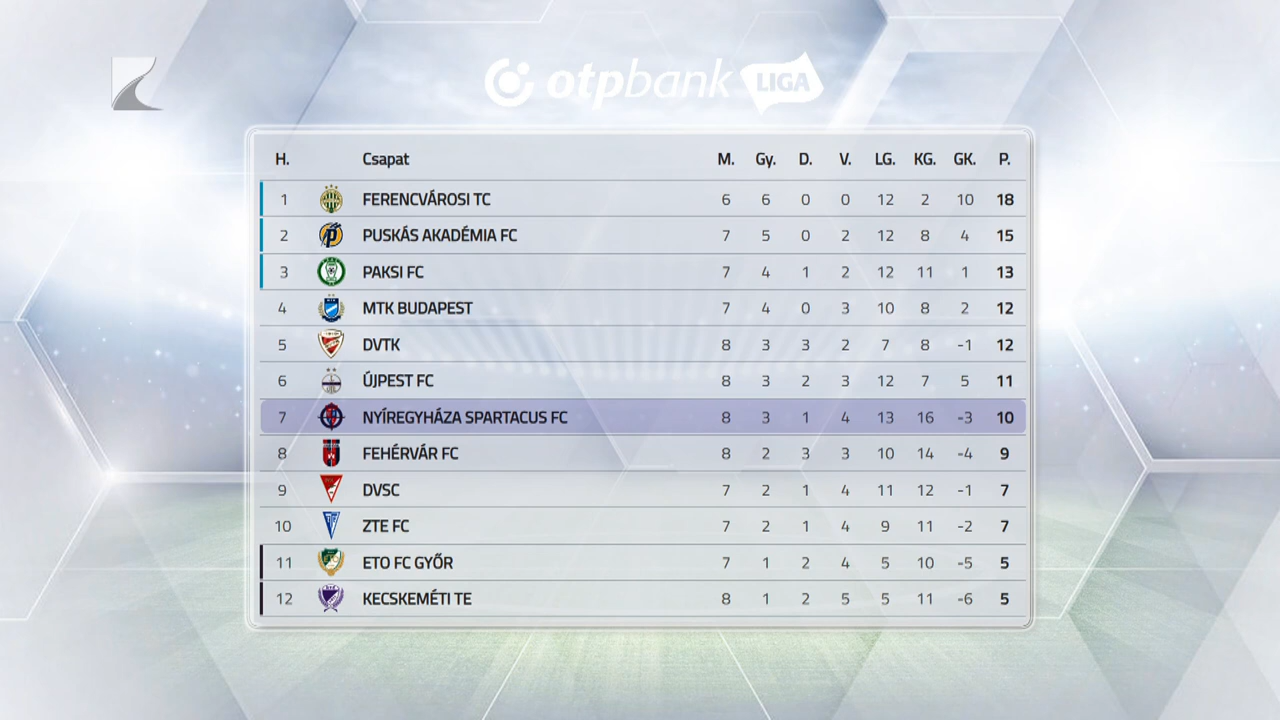 otpbank LIGA
H. Csapat M. Gy. D. V. LG. KG. GK. P.
1 FERENCVÁROSI TC 6 6 0 0 12 2 10 18
2 PUSKÁS AKADÉMIA FC 7 5 0 2 12 8 4 15
3 PAKSI FC 7 4 1 2 12 11 1 13
4 MTK BUDAPEST 7 4 0 3 10 8 2 12
5 DVTK 8 3 3 2 7 8 -1 12
6 ÚJPEST FC 8 3 2 3 12 7 5 11
7 NYÍREGYHÁZA SPARTACUS FC 8 3 1 4 13 16 -3 10
8 FEHÉRVÁR FC 8 2 3 3 10 14 -4 9
9 DVSC 7 2 1 4 11 12 -1 7
10 ZTE FC 7 2 1 4 9 11 -2 7
11 ETO FC GYŐR 7 1 2 4 5 10 -5 5
12 KECSKEMÉTI TE 8 1 2 5 5 11 -6 5